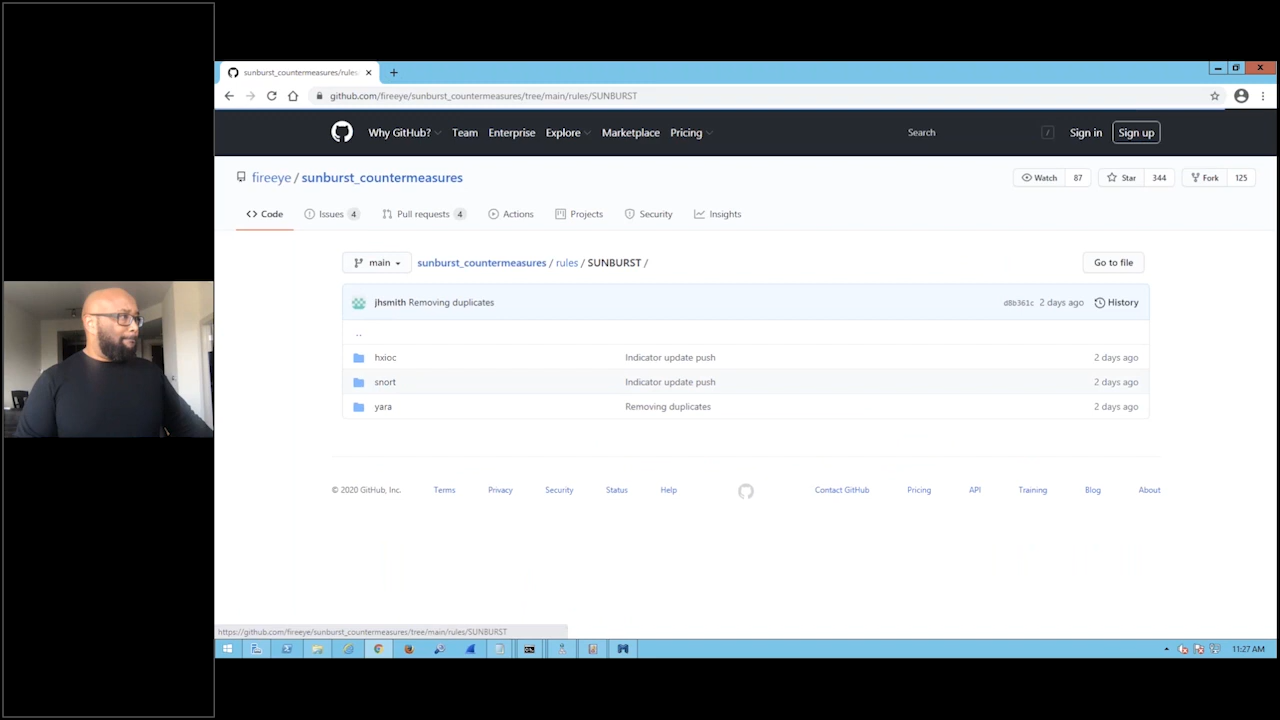 sunburst_countermeasures/rules
github.com/fireeye/sunburst_countermeasures/tree/main/rules/SUNBURST
Why GitHub? Team Enterprise Explore Marketplace Pricing Search / Sign in Sign up
fireeye / sunburst_countermeasures Watch 87 Star 344 Fork 125
Code Issues 4 Pull requests 4 Actions Projects Security Insights
main sunburst_countermeasures / rules / SUNBURST / Go to file
jhsmith Removing duplicates d8b361c 2 days ago History
..
hxioc Indicator update push 2 days ago
snort Indicator update push 2 days ago
yara Removing duplicates 2 days ago
© 2020 GitHub, Inc. Terms Privacy Security Status Help Contact GitHub Pricing API Training Blog About
https://github.com/fireeye/sunburst_countermeasures/tree/main/rules/SUNBURST
11:27 AM